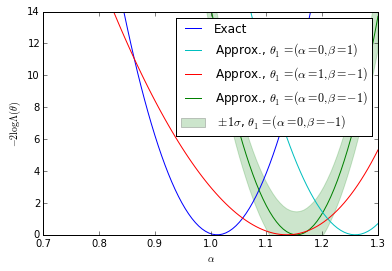 14
12
10
8
6
4
2
0
−2logΛ(θ)
Exact
Approx., θ₁ =(α=0,β=1)
Approx., θ₁ =(α=1,β=−1)
Approx., θ₁ =(α=0,β=−1)
±1σ, θ₁ =(α=0,β=−1)
0.7 0.8 0.9 1.0 1.1 1.2 1.3
α